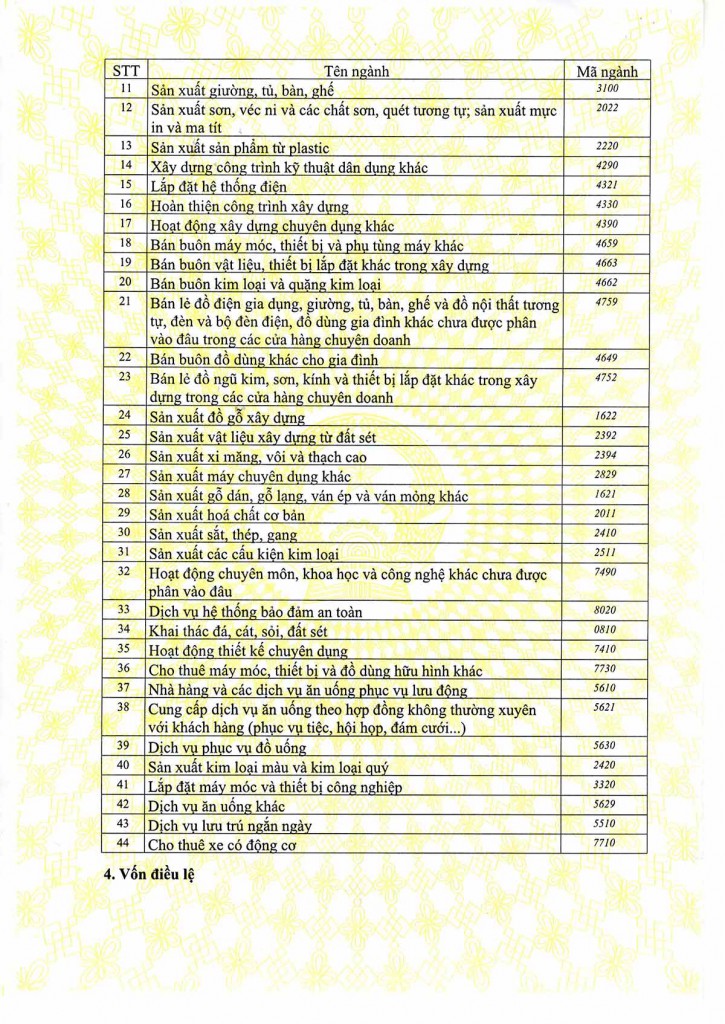 STT Tên ngành Mã ngành
11 Sản xuất giường, tủ, bàn, ghế 3100
12 Sản xuất sơn, véc ni và các chất sơn, quét tương tự; sản xuất mực 2022
in và ma tít
13 Sản xuất sản phẩm từ plastic 2220
14 Xây dựng công trình kỹ thuật dân dụng khác 4290
15 Lắp đặt hệ thống điện 4321
16 Hoàn thiện công trình xây dựng 4330
17 Hoạt động xây dựng chuyên dụng khác 4390
18 Bán buôn máy móc, thiết bị và phụ tùng máy khác 4659
19 Bán buôn vật liệu, thiết bị lắp đặt khác trong xây dựng 4663
20 Bán buôn kim loại và quặng kim loại 4662
21 Bán lẻ đồ điện gia dụng, giường, tủ, bàn, ghế và đồ nội thất tương 4759
tự, đèn và bộ đèn điện, đồ dùng gia đình khác chưa được phân
vào đâu trong các cửa hàng chuyên doanh
22 Bán buôn đồ dùng khác cho gia đình 4649
23 Bán lẻ đồ ngũ kim, sơn, kính và thiết bị lắp đặt khác trong xây 4752
dựng trong các cửa hàng chuyên doanh
24 Sản xuất đồ gỗ xây dựng 1622
25 Sản xuất vật liệu xây dựng từ đất sét 2392
26 Sản xuất xi măng, vôi và thạch cao 2394
27 Sản xuất máy chuyên dụng khác 2829
28 Sản xuất gỗ dán, gỗ lạng, ván ép và ván mỏng khác 1621
29 Sản xuất hoá chất cơ bản 2011
30 Sản xuất sắt, thép, gang 2410
31 Sản xuất các cấu kiện kim loại 2511
32 Hoạt động chuyên môn, khoa học và công nghệ khác chưa được 7490
phân vào đâu
33 Dịch vụ hệ thống bảo đảm an toàn 8020
34 Khai thác đá, cát, sỏi, đất sét 0810
35 Hoạt động thiết kế chuyên dụng 7410
36 Cho thuê máy móc, thiết bị và đồ dùng hữu hình khác 7730
37 Nhà hàng và các dịch vụ ăn uống phục vụ lưu động 5610
38 Cung cấp dịch vụ ăn uống theo hợp đồng không thường xuyên 5621
với khách hàng (phục vụ tiệc, hội họp, đám cưới...)
39 Dịch vụ phục vụ đồ uống 5630
40 Sản xuất kim loại màu và kim loại quý 2420
41 Lắp đặt máy móc và thiết bị công nghiệp 3320
42 Dịch vụ ăn uống khác 5629
43 Dịch vụ lưu trú ngắn ngày 5510
44 Cho thuê xe có động cơ 7710
4. Vốn điều lệ